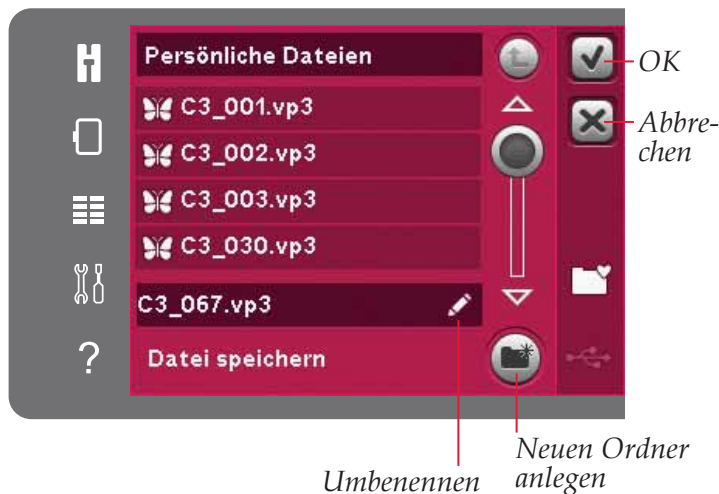 Persönliche Dateien
C3_001.vp3
C3_002.vp3
C3_003.vp3
C3_030.vp3
C3_067.vp3
Datei speichern
?
OK
Abbre-
chen
Umbenennen
Neuen Ordner
anlegen